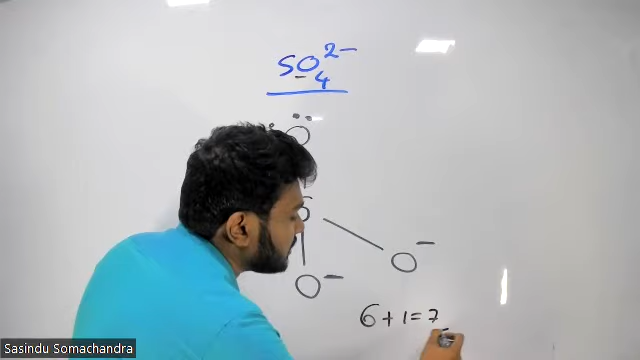 SO₄²⁻
O
O⁻
O⁻
6 + 1 = 7
Sasindu Somachandra